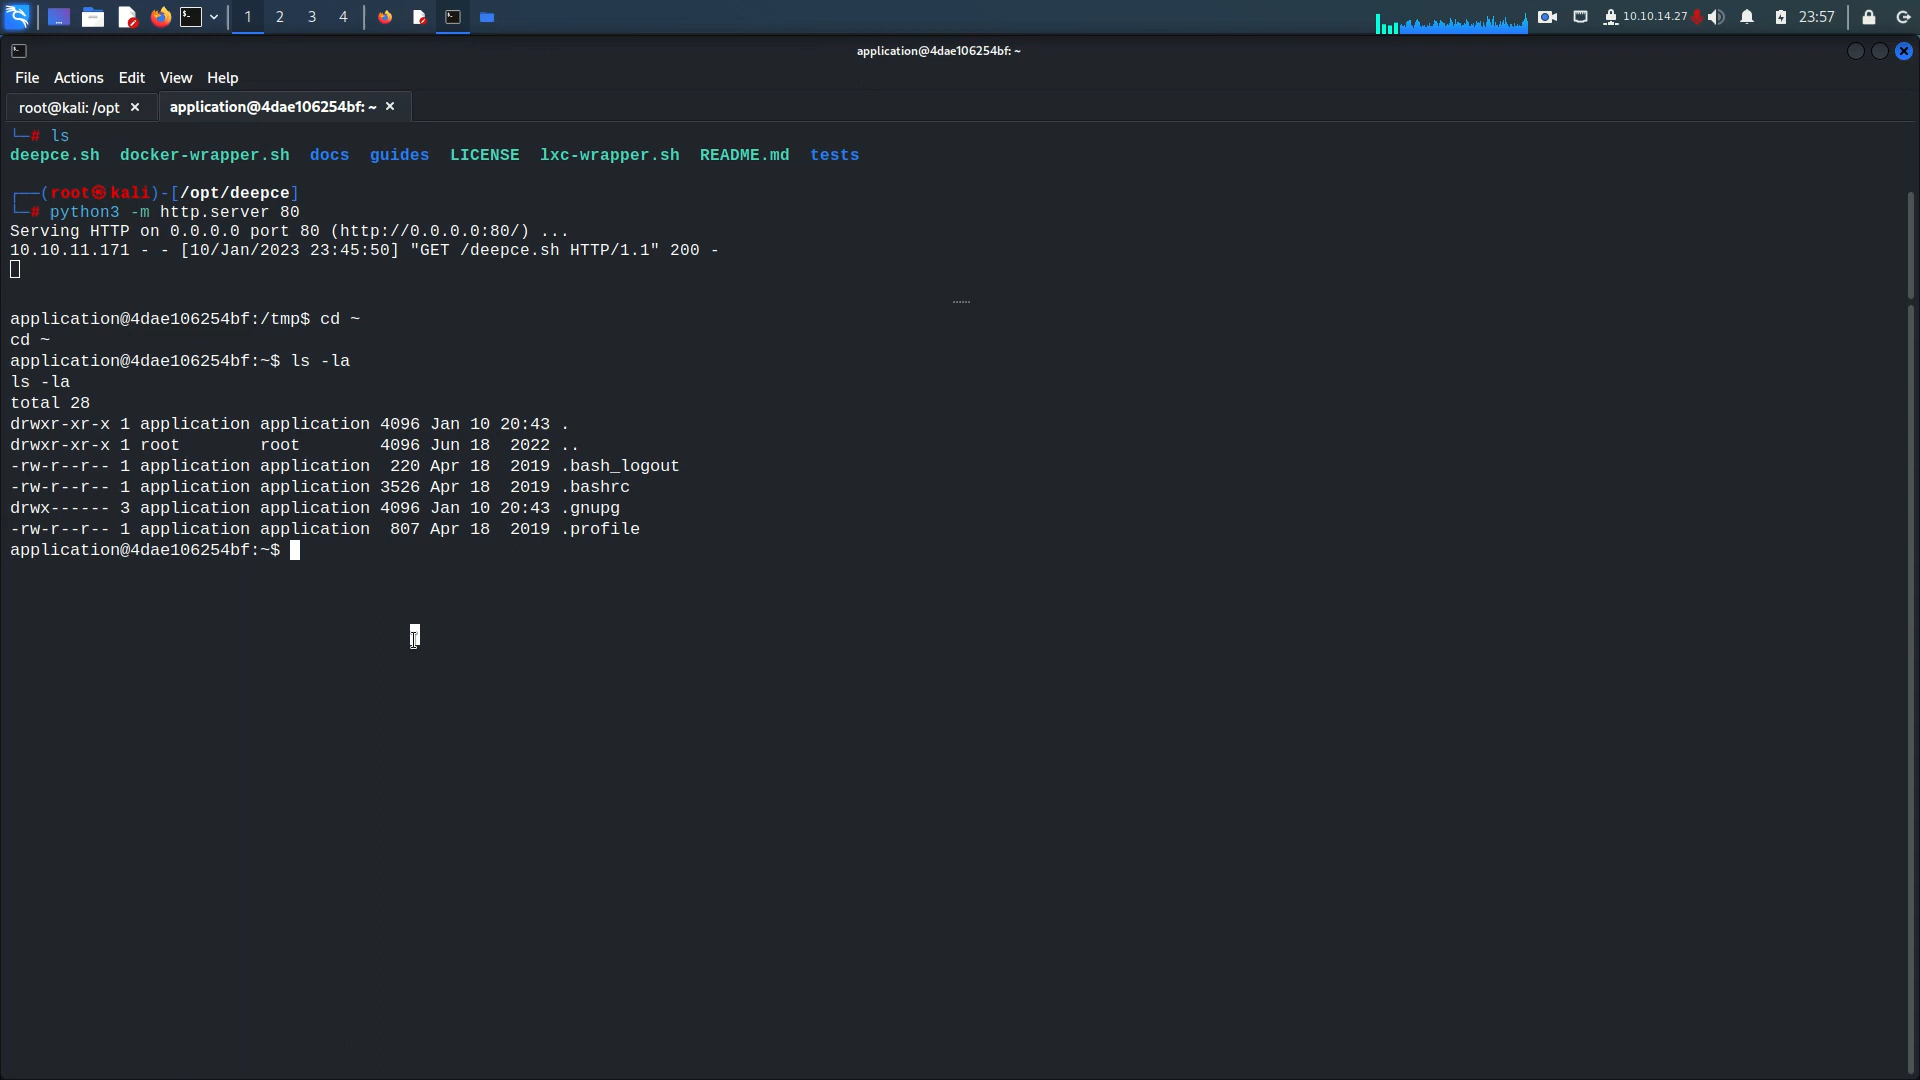 1 2 3 4 10.10.14.27 23:57
application@4dae106254bf: ~
File Actions Edit View Help
root@kali: /opt × application@4dae106254bf: ~ ×
└─# ls
deepce.sh docker-wrapper.sh docs guides LICENSE lxc-wrapper.sh README.md tests
┌──(root㉿kali)-[/opt/deepce]
└─# python3 -m http.server 80
Serving HTTP on 0.0.0.0 port 80 (http://0.0.0.0:80/) ...
10.10.11.171 - - [10/Jan/2023 23:45:50] "GET /deepce.sh HTTP/1.1" 200 -
application@4dae106254bf:/tmp$ cd ~
cd ~
application@4dae106254bf:~$ ls -la
ls -la
total 28
drwxr-xr-x 1 application application 4096 Jan 10 20:43 .
drwxr-xr-x 1 root        root        4096 Jun 18  2022 ..
-rw-r--r-- 1 application application  220 Apr 18  2019 .bash_logout
-rw-r--r-- 1 application application 3526 Apr 18  2019 .bashrc
drwx------ 3 application application 4096 Jan 10 20:43 .gnupg
-rw-r--r-- 1 application application  807 Apr 18  2019 .profile
application@4dae106254bf:~$